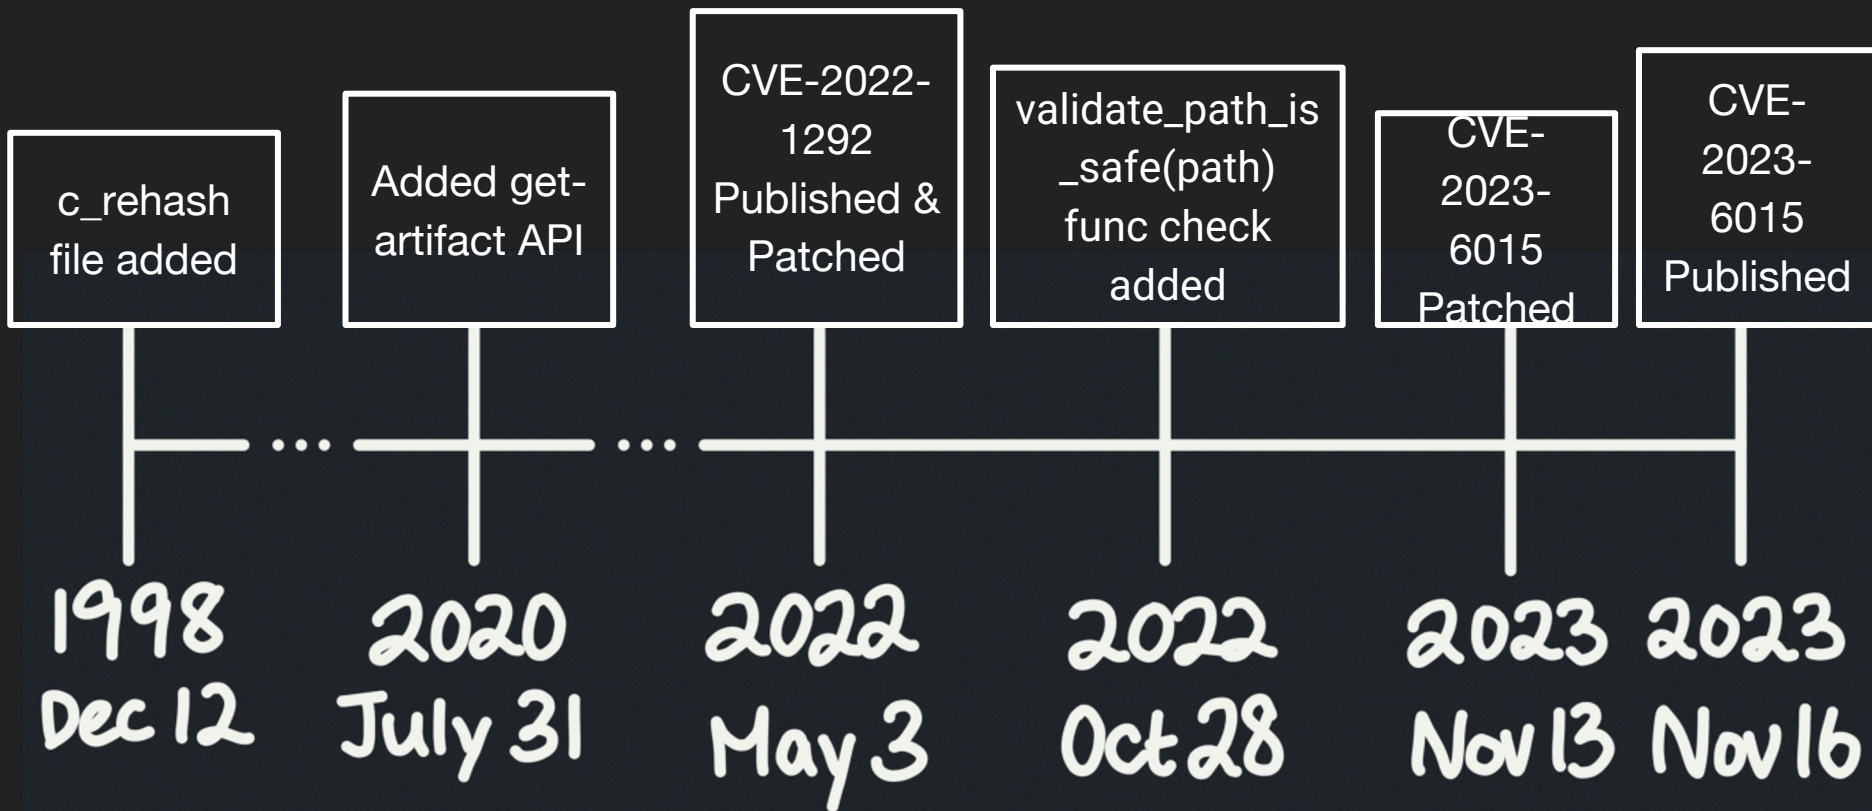 c_rehash
file added
Added get-
artifact API
CVE-2022-
1292
Published &
Patched
validate_path_is
_safe(path)
func check
added
CVE-
2023-
6015
Patched
CVE-
2023-
6015
Published
1998
Dec 12
2020
July 31
2022
May 3
2022
Oct 28
2023
Nov 13
2023
Nov 16